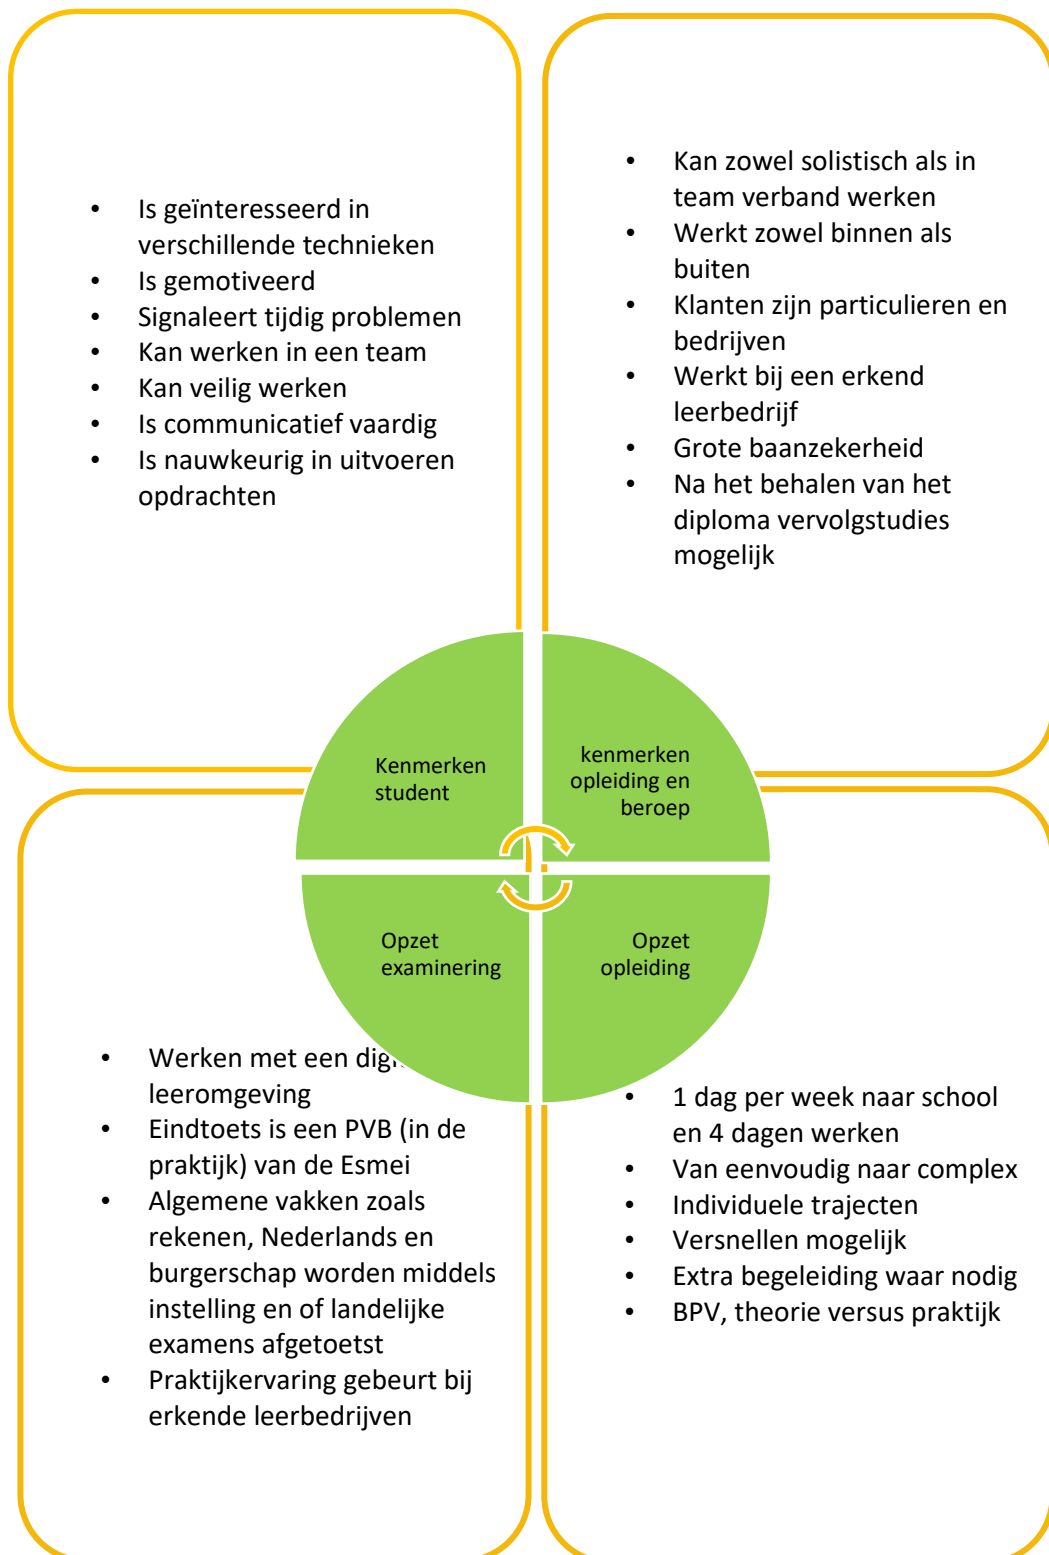 • Is geïnteresseerd in
verschillende technieken
• Is gemotiveerd
• Signaleert tijdig problemen
• Kan werken in een team
• Kan veilig werken
• Is communicatief vaardig
• Is nauwkeurig in uitvoeren
opdrachten
• Kan zowel solistisch als in
team verband werken
• Werkt zowel binnen als
buiten
• Klanten zijn particulieren en
bedrijven
• Werkt bij een erkend
leerbedrijf
• Grote baanzekerheid
• Na het behalen van het
diploma vervolgstudies
mogelijk
Kenmerken
student
kenmerken
opleiding en
beroep
Opzet
examinering
Opzet
opleiding
• Werken met een
leeromgeving
• Eindtoets is een PVB (in de
praktijk) van de Esmei
• Algemene vakken zoals
rekenen, Nederlands en
burgerschap worden middels
instelling en of landelijke
examens afgetoetst
• Praktijkervaring gebeurt bij
erkende leerbedrijven
• 1 dag per week naar school
en 4 dagen werken
• Van eenvoudig naar complex
• Individuele trajecten
• Versnellen mogelijk
• Extra begeleiding waar nodig
• BPV, theorie versus praktijk